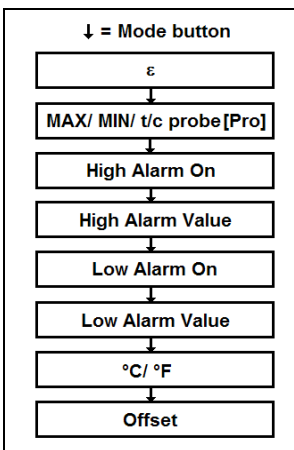 ↓ = Mode button
ε
MAX/ MIN/ t/c probe[Pro]
High Alarm On
High Alarm Value
Low Alarm On
Low Alarm Value
°C/ °F
Offset